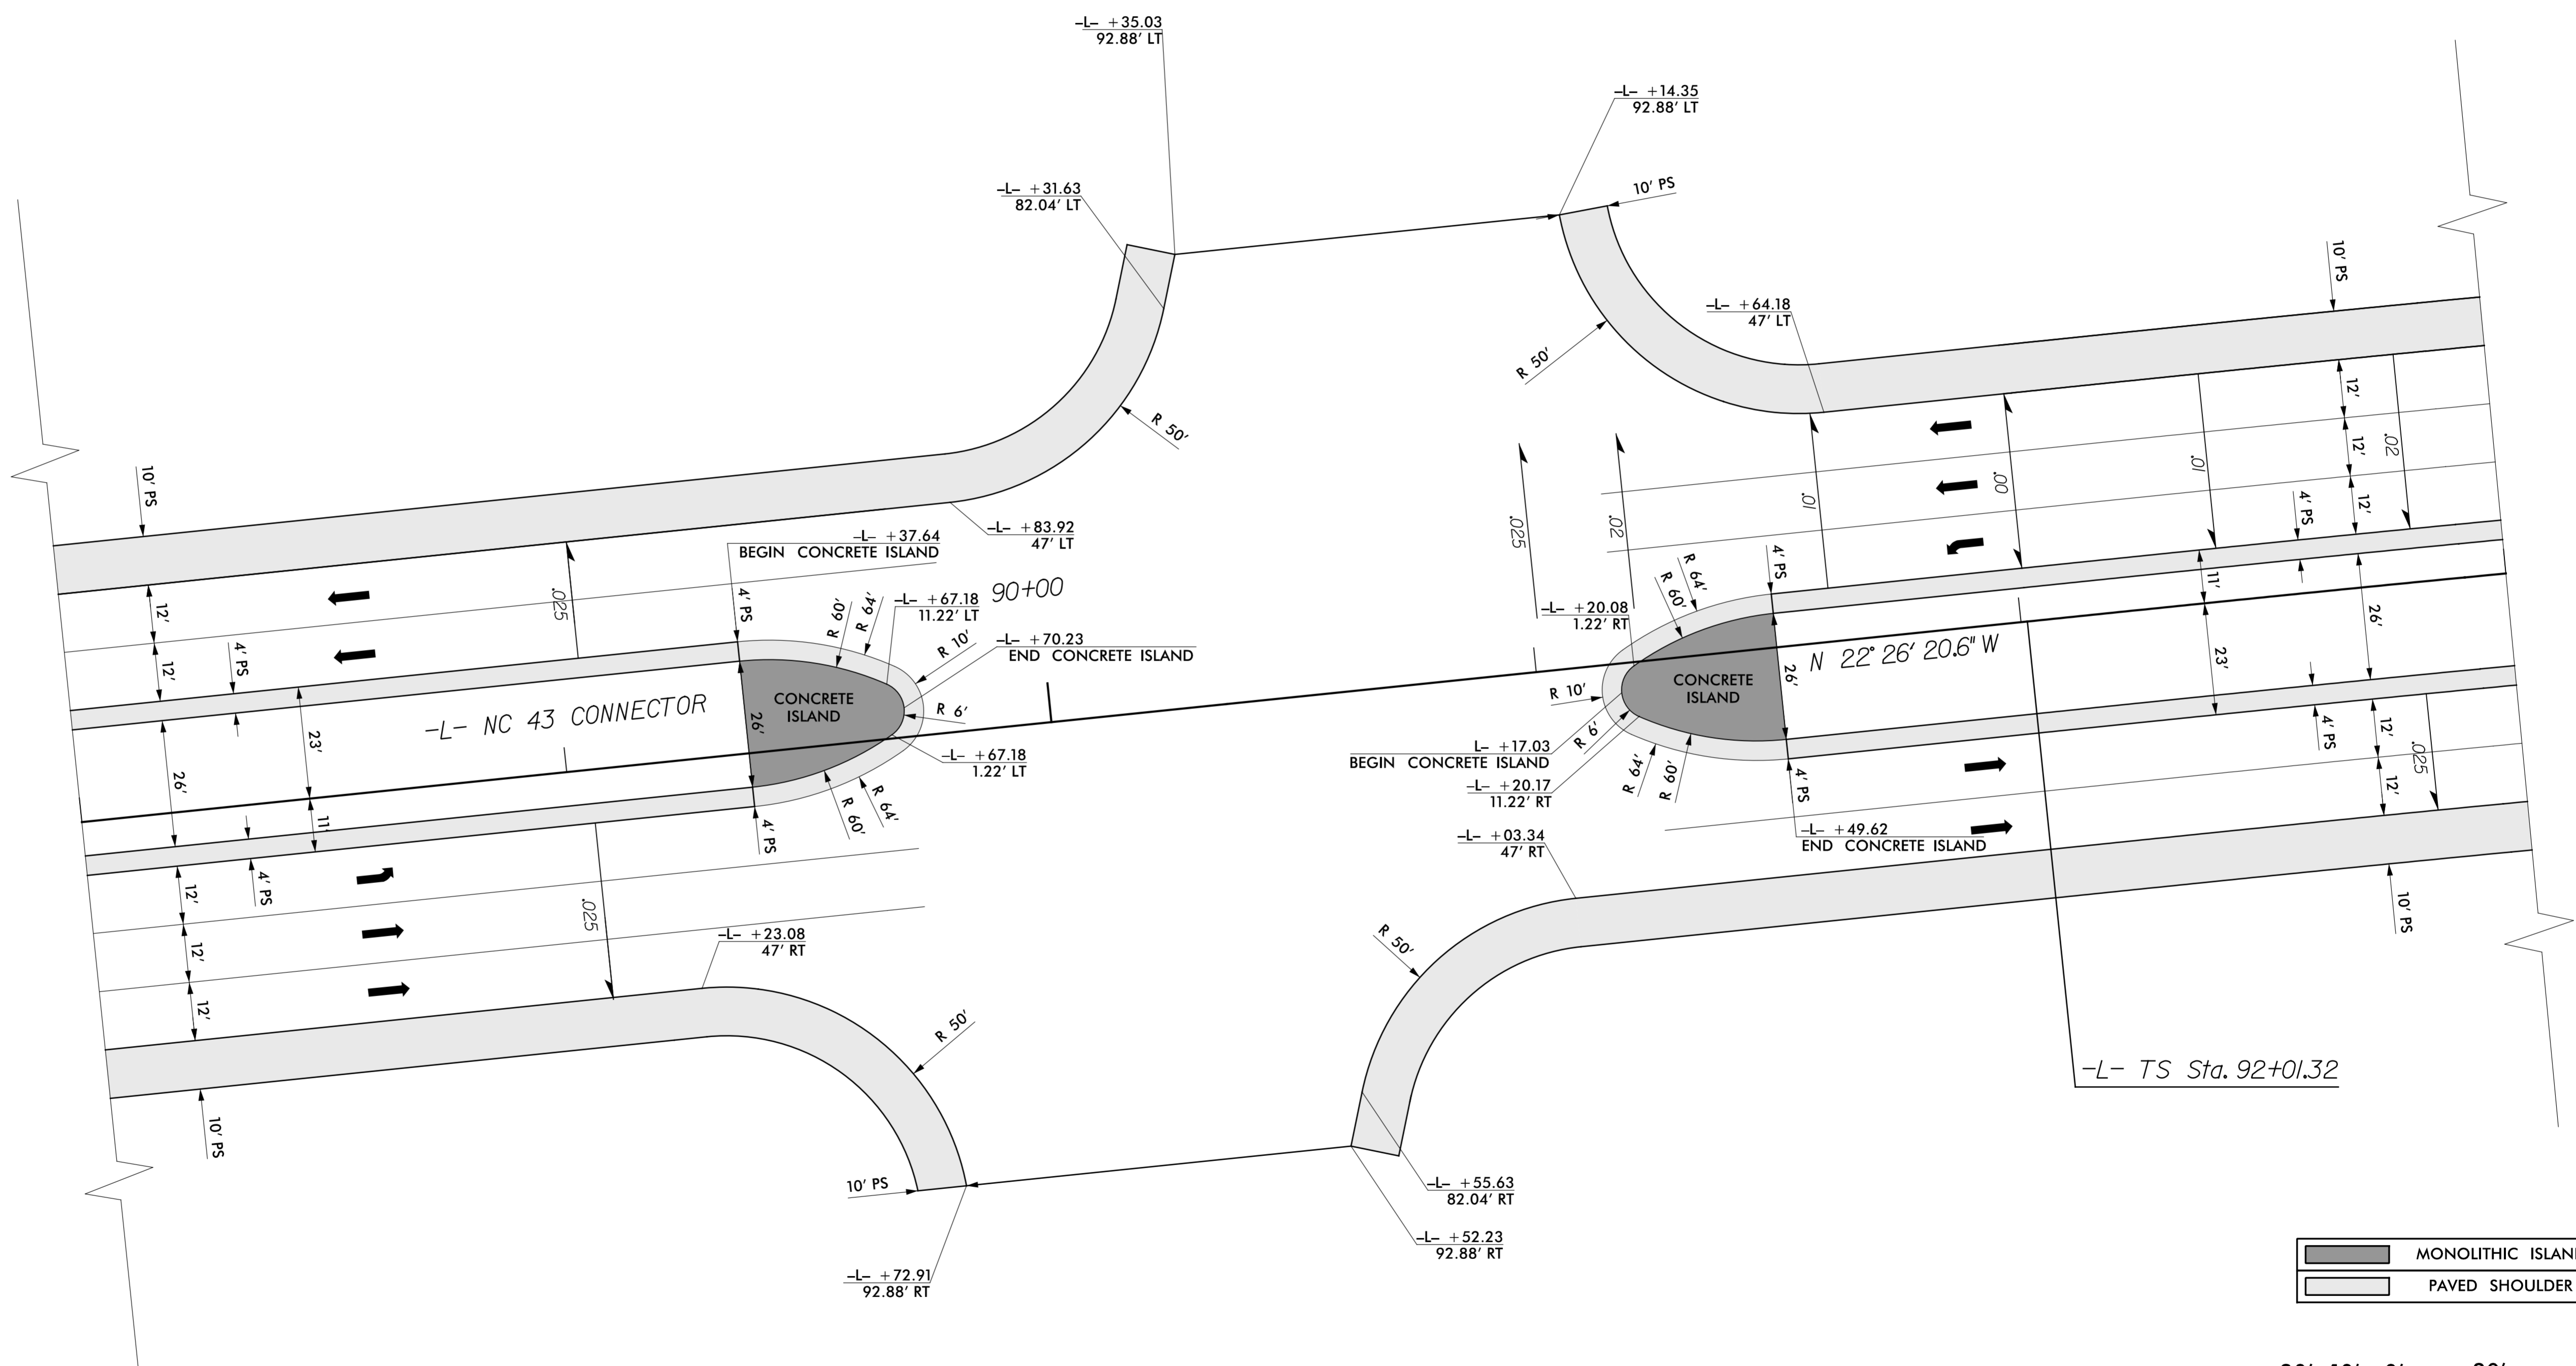 -L- +35.03
92.88' LT
-L- +14.35
92.88' LT
-L- +31.63
82.04' LT
10' PS
R 50'
-L- +64.18
47' LT
10' PS
12'
12'
12'
.02
.01
.00
.01
4' PS
R 50'
10' PS
-L- +83.92
47' LT
-L- +37.64
BEGIN CONCRETE ISLAND
.025
.02
.025
12'
12'
4' PS
4' PS
R 60'
R 64'
-L- +67.18
11.22' LT
90+00
R 10'
-L- +70.23
END CONCRETE ISLAND
-L- +20.08
1.22' RT
R 60'
R 64'
4' PS
11'
26'
23'
N 22° 26' 20.6" W
CONCRETE
ISLAND
26'
R 10'
R 6'
CONCRETE
ISLAND
26'
R 6'
-L- NC 43 CONNECTOR
23'
26'
11'
-L- +67.18
1.22' LT
L- +17.03
BEGIN CONCRETE ISLAND
-L- +20.17
11.22' RT
R 64'
R 60'
4' PS
4' PS
12'
.025
12'
R 60'
R 64'
4' PS
4' PS
-L- +03.34
47' RT
-L- +49.62
END CONCRETE ISLAND
10' PS
12'
12'
12'
.025
-L- +23.08
47' RT
R 50'
R 50'
10' PS
-L- TS Sta. 92+01.32
10' PS
-L- +55.63
82.04' RT
-L- +52.23
92.88' RT
-L- +72.91
92.88' RT
MONOLITHIC ISLAN
PAVED SHOULDER